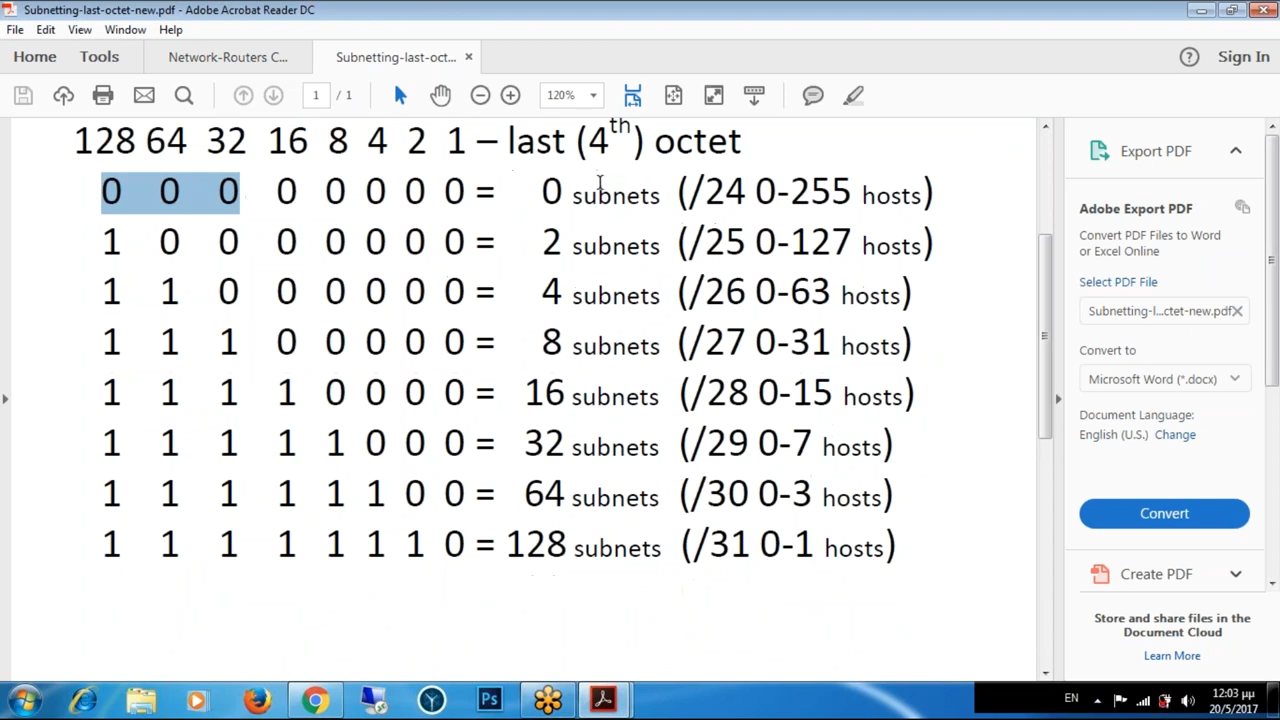 Subnetting-last-octet-new.pdf - Adobe Acrobat Reader DC
File Edit View Window Help
Home Tools Network-Routers C... Subnetting-last-oct... × Sign In
1 / 1 120%
128 64 32 16 8 4 2 1 – last (4th) octet
0 0 0 0 0 0 0 0 = 0 subnets (/24 0-255 hosts)
1 0 0 0 0 0 0 0 = 2 subnets (/25 0-127 hosts)
1 1 0 0 0 0 0 0 = 4 subnets (/26 0-63 hosts)
1 1 1 0 0 0 0 0 = 8 subnets (/27 0-31 hosts)
1 1 1 1 0 0 0 0 = 16 subnets (/28 0-15 hosts)
1 1 1 1 1 0 0 0 = 32 subnets (/29 0-7 hosts)
1 1 1 1 1 1 0 0 = 64 subnets (/30 0-3 hosts)
1 1 1 1 1 1 1 0 = 128 subnets (/31 0-1 hosts)
Export PDF
Adobe Export PDF
Convert PDF Files to Word
or Excel Online
Select PDF File
Subnetting-l...ctet-new.pdf
Convert to
Microsoft Word (*.docx)
Document Language:
English (U.S.) Change
Convert
Create PDF
Store and share files in the
Document Cloud
Learn More
Ps EN 12:03 μμ
20/5/2017